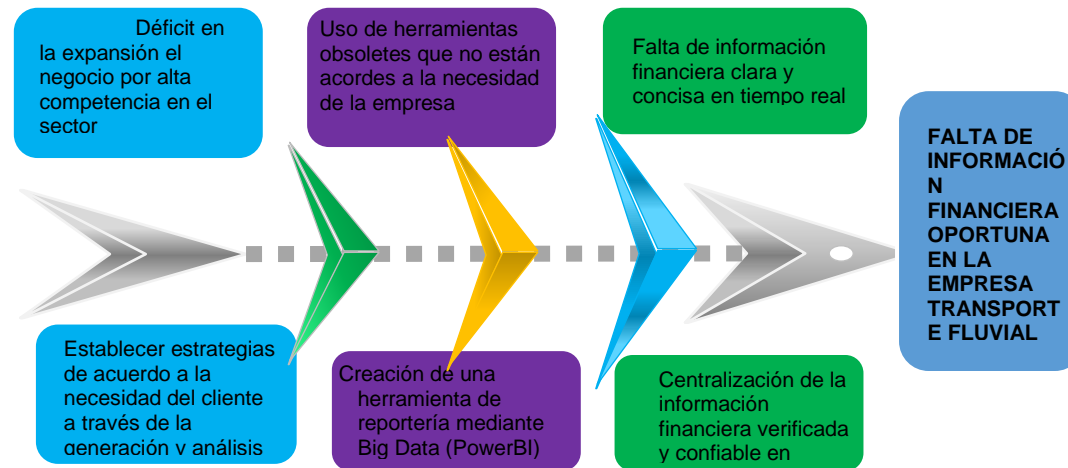 Déficit en
la expansión el
negocio por alta
competencia en el
sector
Uso de herramientas
obsoletes que no están
acordes a la necesidad
de la empresa
Falta de información
financiera clara y
concisa en tiempo real
FALTA DE
INFORMACIÓ
N
FINANCIERA
OPORTUNA
EN LA
EMPRESA
TRANSPORT
E FLUVIAL
Establecer estrategias
de acuerdo a la
necesidad del cliente
a través de la
generación y análisis
Creación de una
herramienta de
reportería mediante
Big Data (PowerBI)
Centralización de la
información
financiera verificada
y confiable en